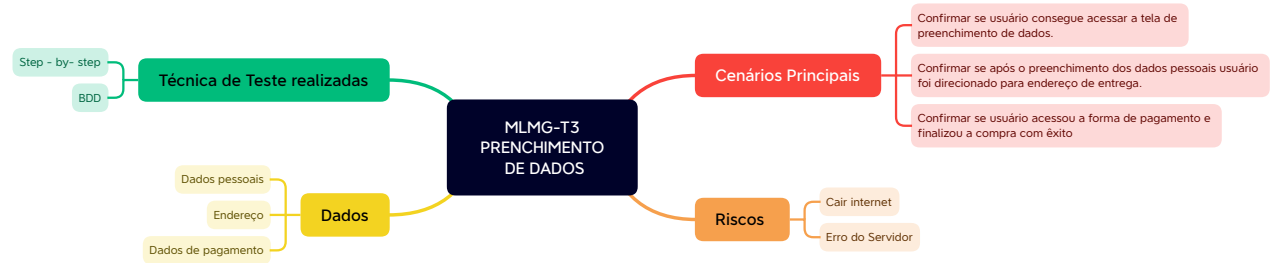 Step - by- step
BDD
Técnica de Teste realizadas
MLMG-T3
PRENCHIMENTO
DE DADOS
Cenários Principais
Confirmar se usuário consegue acessar a tela de
preenchimento de dados.
Confirmar se após o preenchimento dos dados pessoais usuário
foi direcionado para endereço de entrega.
Confirmar se usuário acessou a forma de pagamento e
finalizou a compra com êxito
Dados pessoais
Endereço
Dados de pagamento
Dados
Riscos
Cair internet
Erro do Servidor